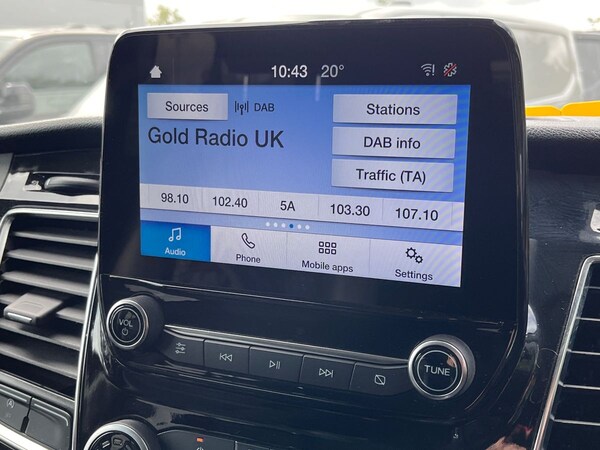 10:43 20°
Sources
DAB
Stations
Gold Radio UK
DAB info
Traffic (TA)
98.10 102.40 5A 103.30 107.10
Audio
Phone
Mobile apps
Settings
VOL
TUNE